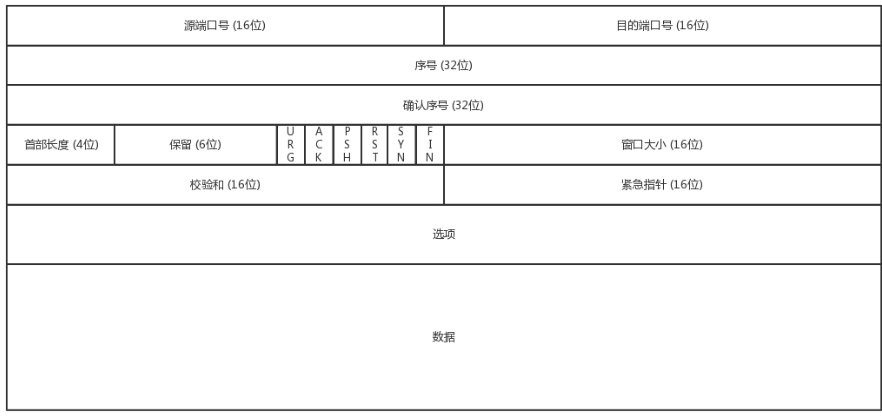 源端口号 (16位) 目的端口号 (16位)
序号 (32位)
确认序号 (32位)
首部长度 (4位) 保留 (6位) URG ACK PSH RST SYN FIN 窗口大小 (16位)
校验和 (16位) 紧急指针 (16位)
选项
数据